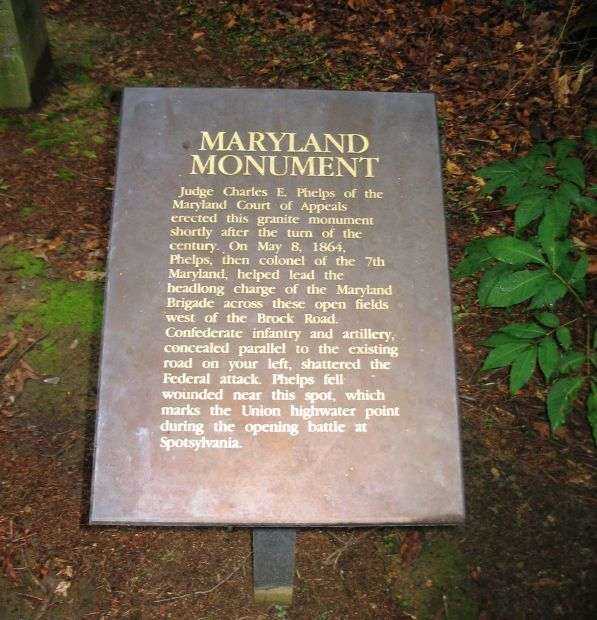 MARYLAND
MONUMENT
Judge Charles E. Phelps of the
Maryland Court of Appeals
erected this granite monument
shortly after the turn of the
century. On May 8, 1864,
Phelps, then colonel of the 7th
Maryland, helped lead the
headlong charge of the Maryland
Brigade across these open fields
west of the Brock Road.
Confederate infantry and artillery,
concealed parallel to the existing
road on your left, shattered the
Federal attack. Phelps fell
wounded near this spot, which
marks the Union highwater point
during the opening battle at
Spotsylvania.